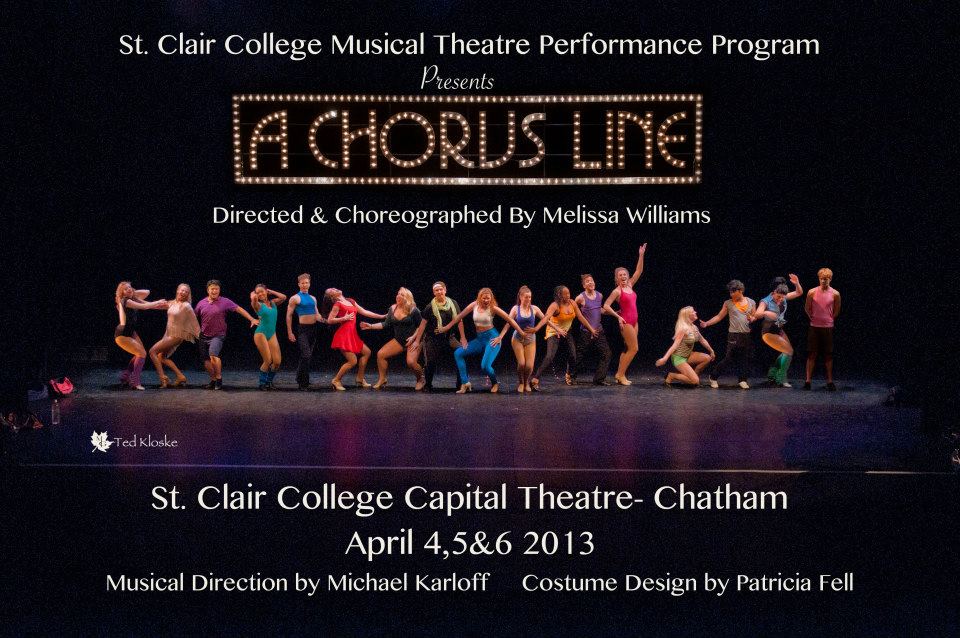 St. Clair College Musical Theatre Performance Program
Presents
A CHORUS LINE
Directed & Choreographed By Melissa Williams
Ted Kloske
St. Clair College Capital Theatre- Chatham
April 4,5&6 2013
Musical Direction by Michael Karloff Costume Design by Patricia Fell